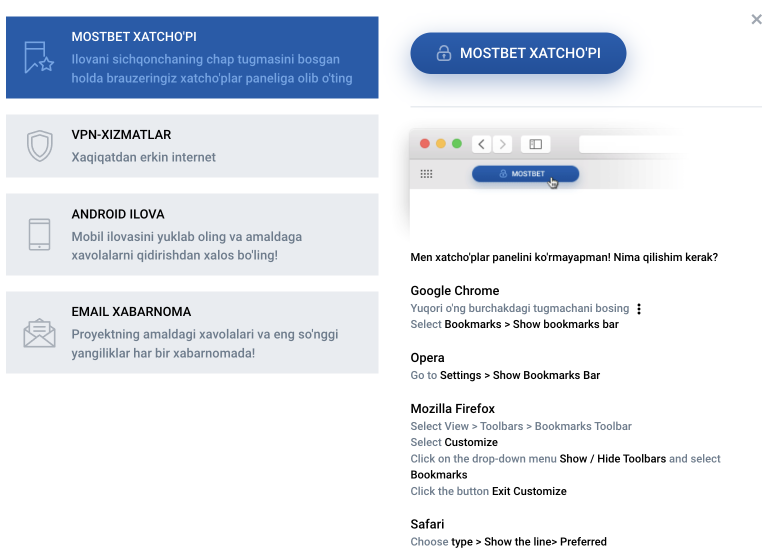 MOSTBET XATCHO'PI
Ilovani sichqonchaning chap tugmasini bosgan
holda brauzeringiz xatcho'plar paneliga olib o'ting
VPN-XIZMATLAR
Xaqiqatdan erkin internet
ANDROID ILOVA
Mobil ilovasini yuklab oling va amaldaga
xavolalarni qidirishdan xalos bo'ling!
EMAIL XABARNOMA
Proyektning amaldagi xavolalari va eng so'nggi
yangiliklar har bir xabarnomada!
MOSTBET XATCHO'PI
MOSTBET
Men xatcho'plar panelini ko'rmayapman! Nima qilishim kerak?
Google Chrome
Yuqori o'ng burchakdagi tugmachani bosing
Select Bookmarks > Show bookmarks bar
Opera
Go to Settings > Show Bookmarks Bar
Mozilla Firefox
Select View > Toolbars > Bookmarks Toolbar
Select Customize
Click on the drop-down menu Show / Hide Toolbars and select
Bookmarks
Click the button Exit Customize
Safari
Choose type > Show the line> Preferred